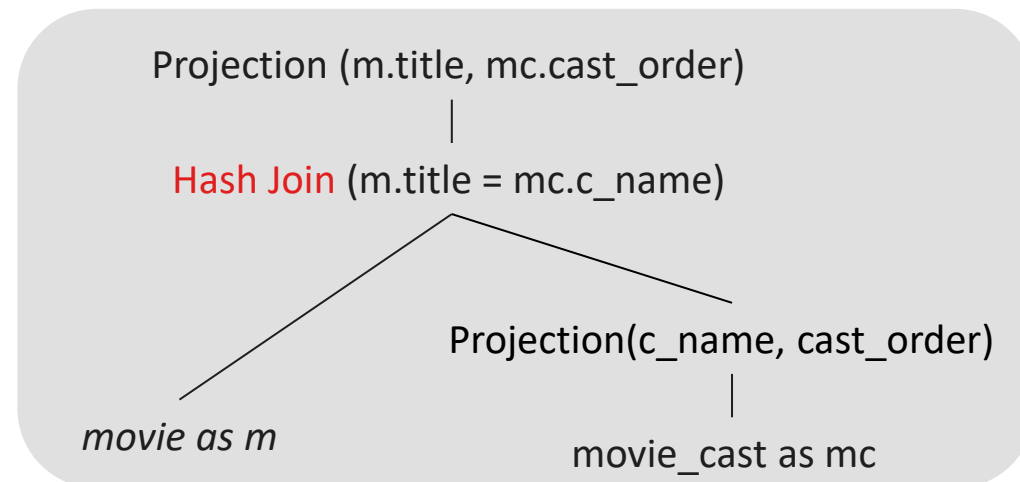 Projection (m.title, mc.cast_order)
Hash Join (m.title = mc.c_name)
Projection(c_name, cast_order)
movie as m
movie_cast as mc